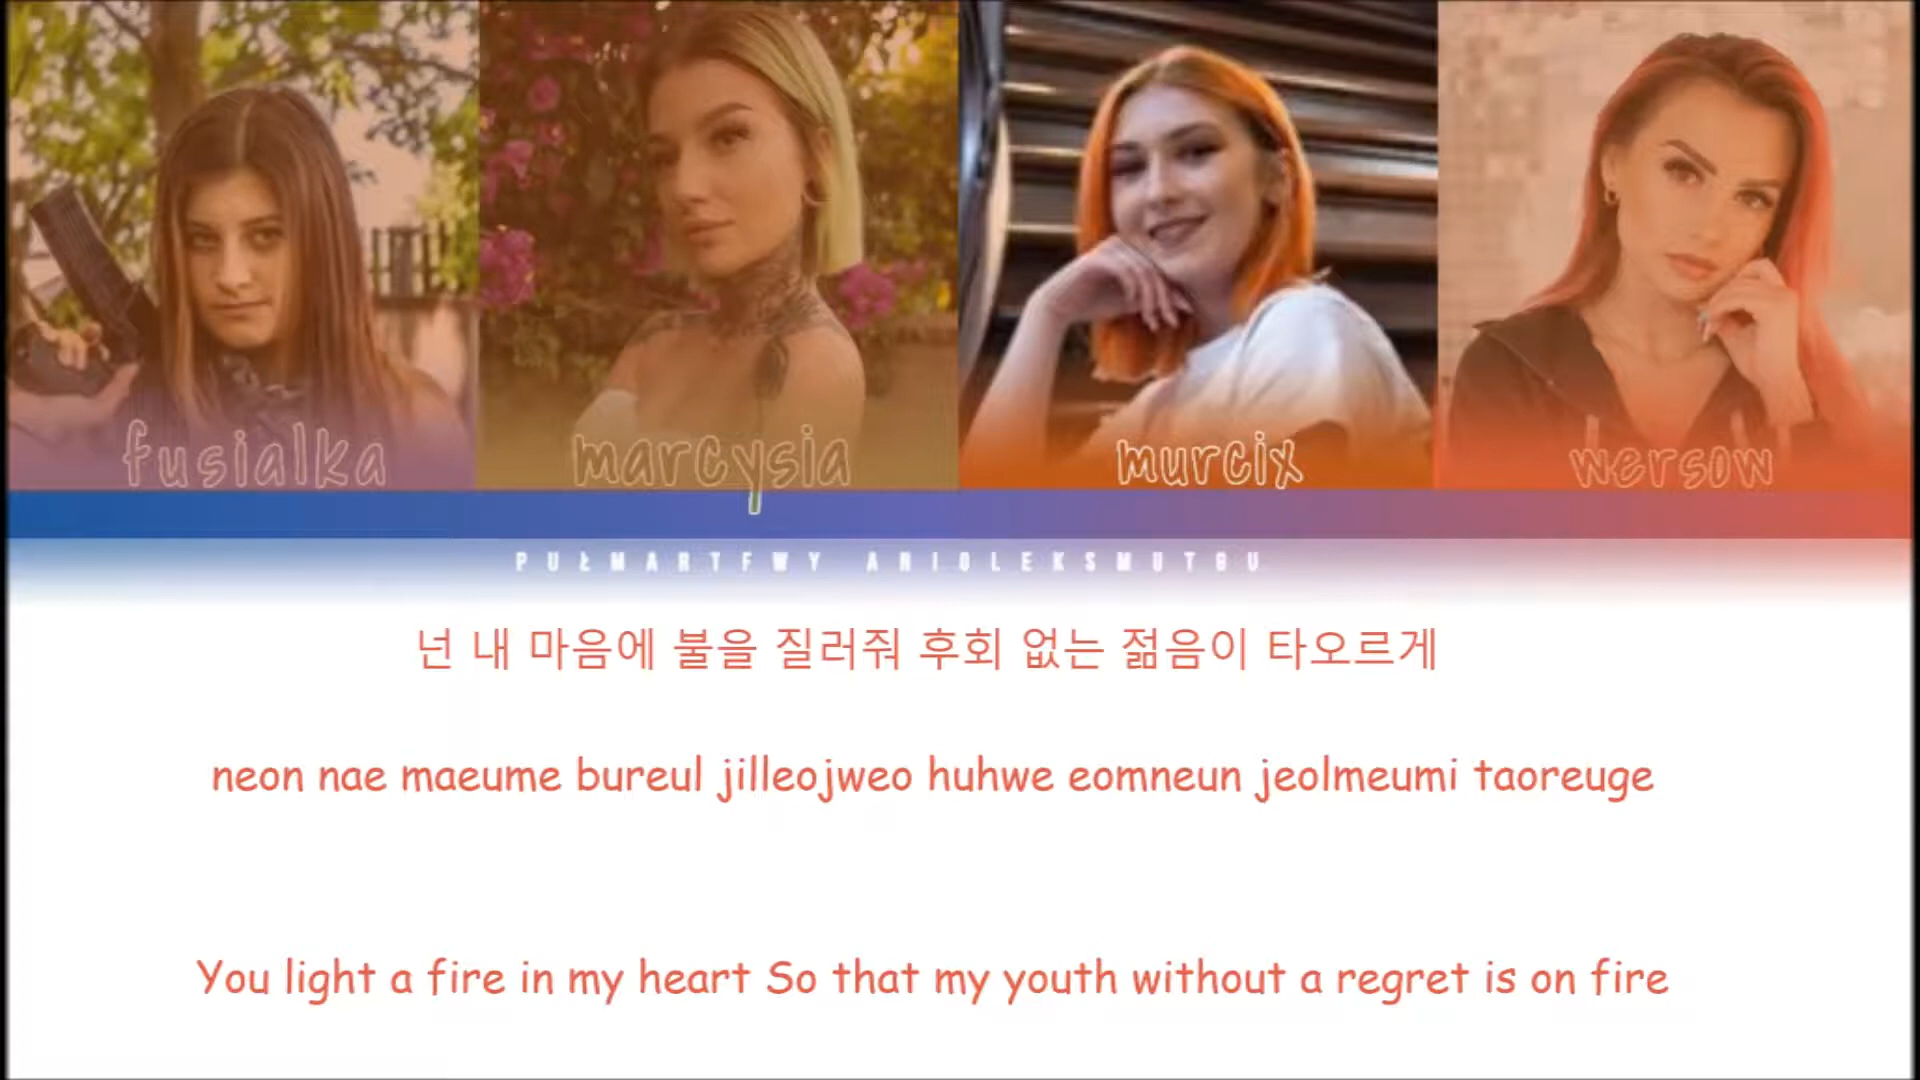 fusialka marcysia murcix wersow
PUŁMARTFWY ANIOLEKSMUTGU
넌 내 마음에 불을 질러줘 후회 없는 젊음이 타오르게
neon nae maeume bureul jilleojweo huhwe eomneun jeolmeumi taoreuge
You light a fire in my heart So that my youth without a regret is on fire